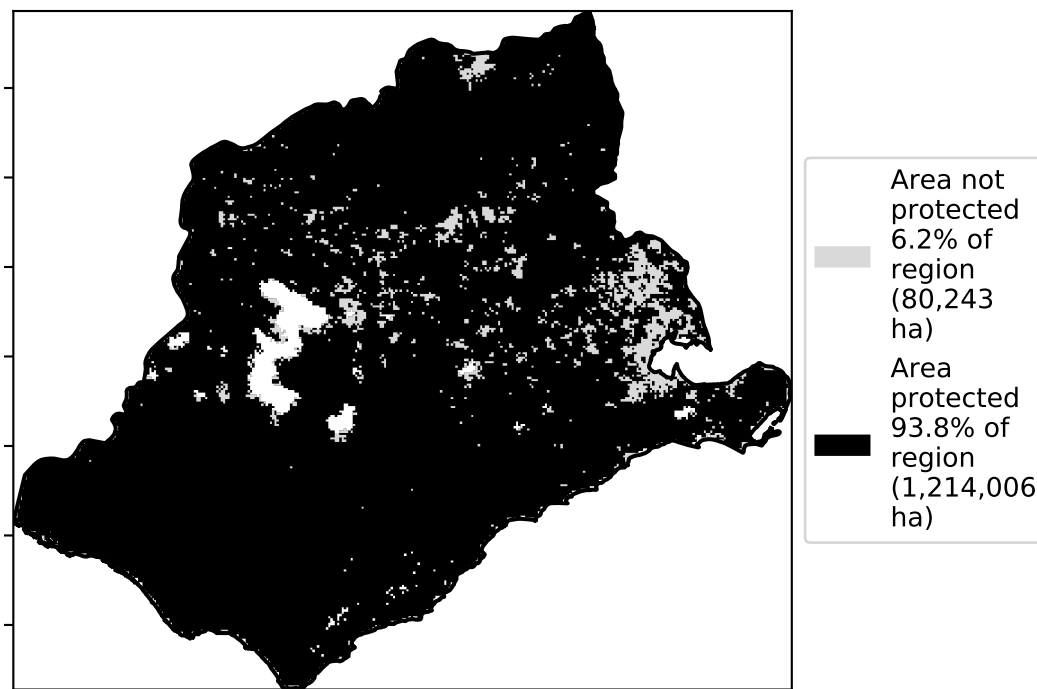 Area not
protected
6.2% of
region
(80,243
ha)
Area
protected
93.8% of
region
(1,214,006
ha)